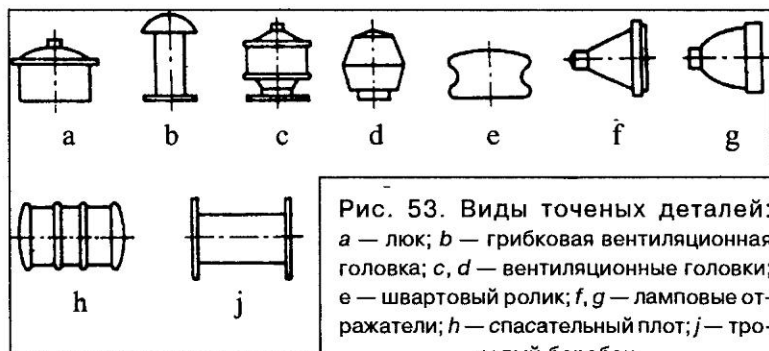 a b c d e f g
h j
Рис. 53. Виды точеных деталей:
a — люк; b — грибковая вентиляционная
головка; c, d — вентиляционные головки;
e — швартовый ролик; f, g — ламповые от-
ражатели; h — спасательный плот; j — тро-